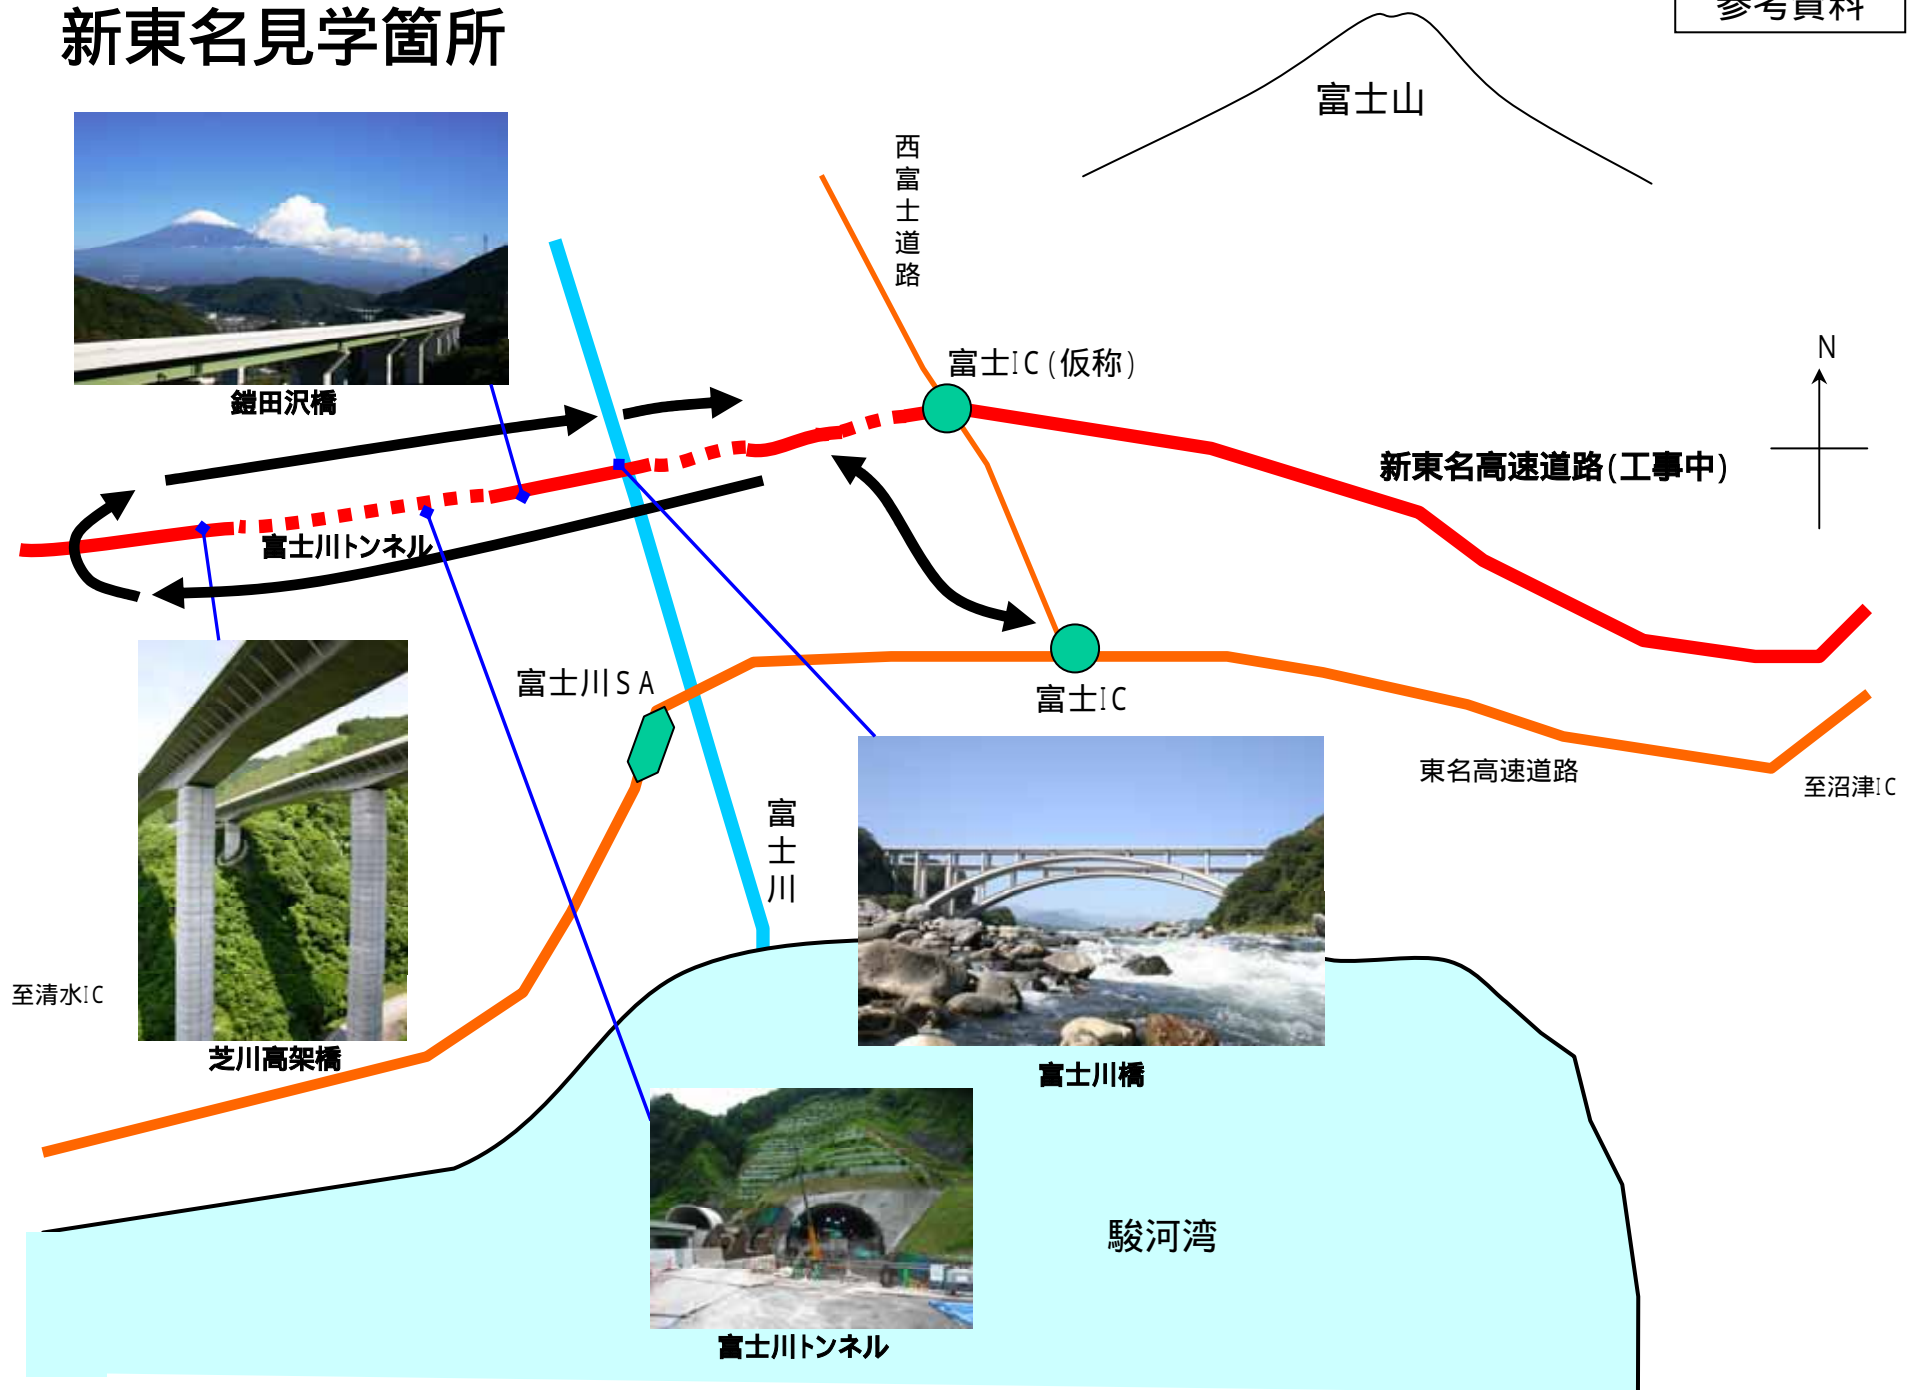 新東名見学箇所
参考資料
富士山
西富士道路
富士IC(仮称)
N
鎧田沢橋
新東名高速道路(工事中)
富士川トンネル
富士川SA
富士IC
東名高速道路
至沼津IC
富士川
至清水IC
芝川高架橋
富士川橋
駿河湾
富士川トンネル